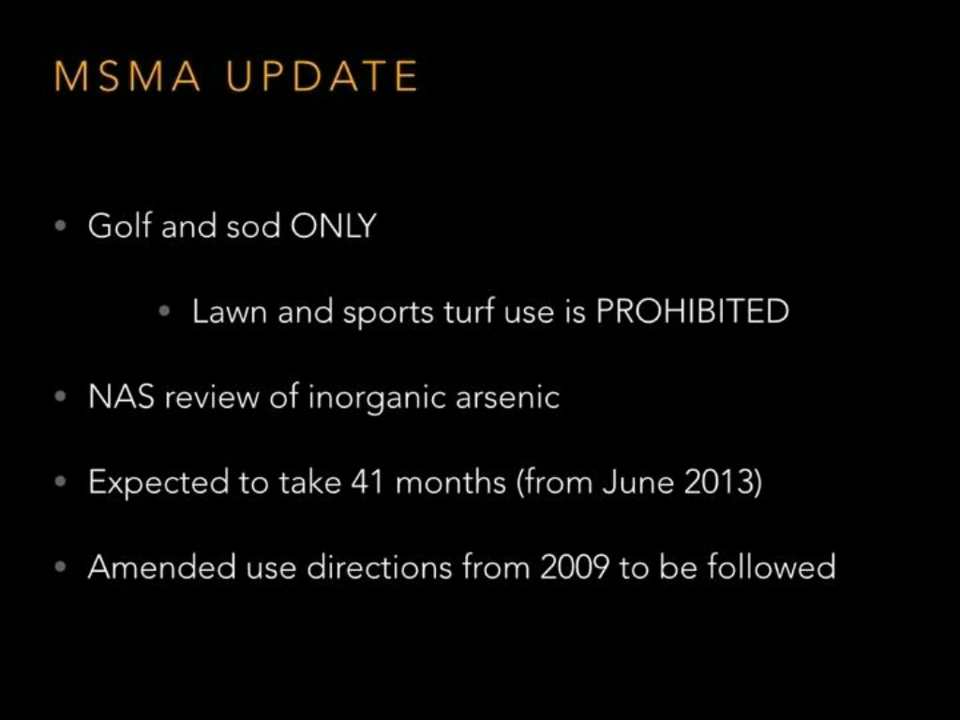 MSMA UPDATE
• Golf and sod ONLY
• Lawn and sports turf use is PROHIBITED
• NAS review of inorganic arsenic
• Expected to take 41 months (from June 2013)
• Amended use directions from 2009 to be followed